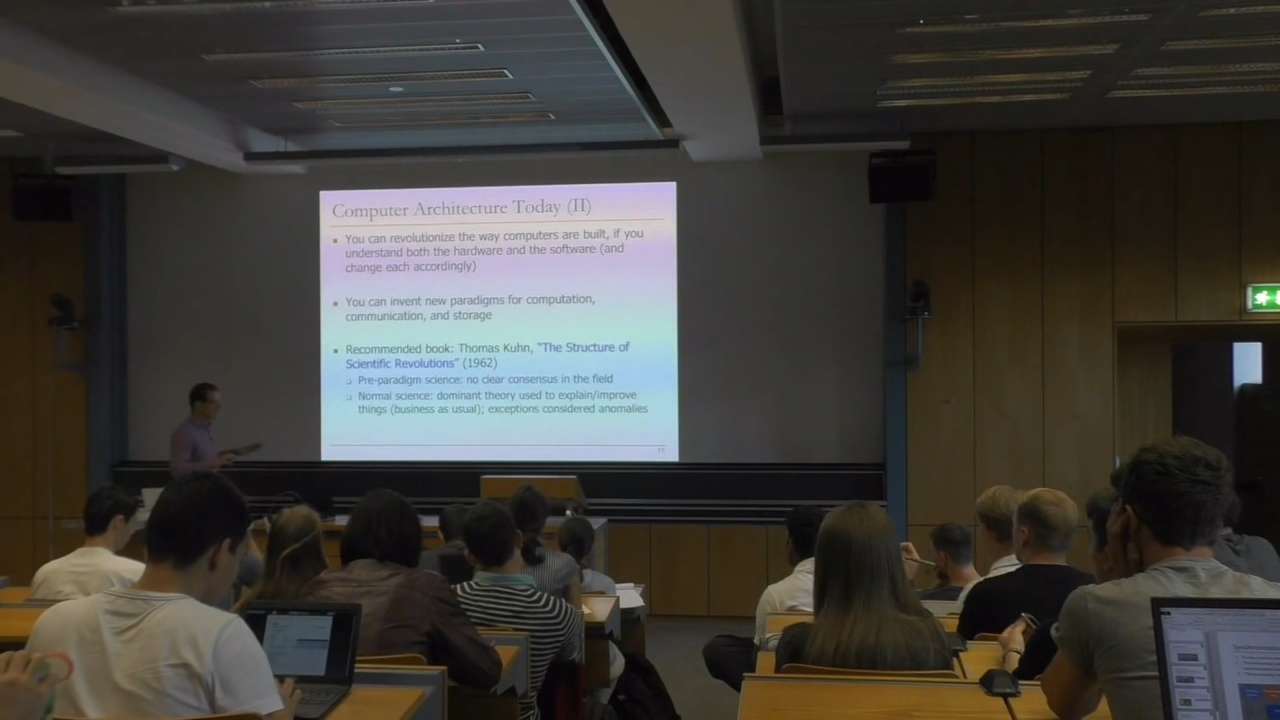 Computer Architecture Today (II)
You can revolutionize the way computers are built, if you
understand both the hardware and the software (and
change each accordingly)
You can invent new paradigms for computation,
communication, and storage
Recommended book: Thomas Kuhn, "The Structure of
Scientific Revolutions" (1962)
Pre-paradigm science: no clear consensus in the field
Normal science: dominant theory used to explain/improve
things (business as usual); exceptions considered anomalies